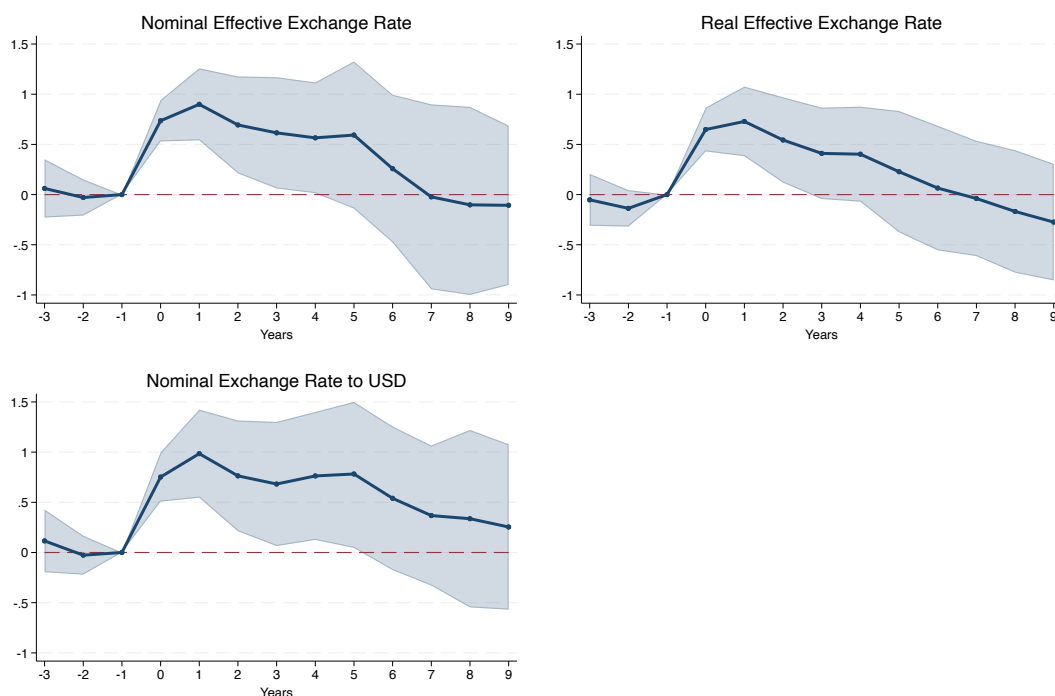 Nominal Effective Exchange Rate
1.5
1
.5
0
-.5
-1
-3 -2 -1 0 1 2 3 4 5 6 7 8 9
Years
Real Effective Exchange Rate
1.5
1
.5
0
-.5
-1
-3 -2 -1 0 1 2 3 4 5 6 7 8 9
Years
Nominal Exchange Rate to USD
1.5
1
.5
0
-.5
-1
-3 -2 -1 0 1 2 3 4 5 6 7 8 9
Years